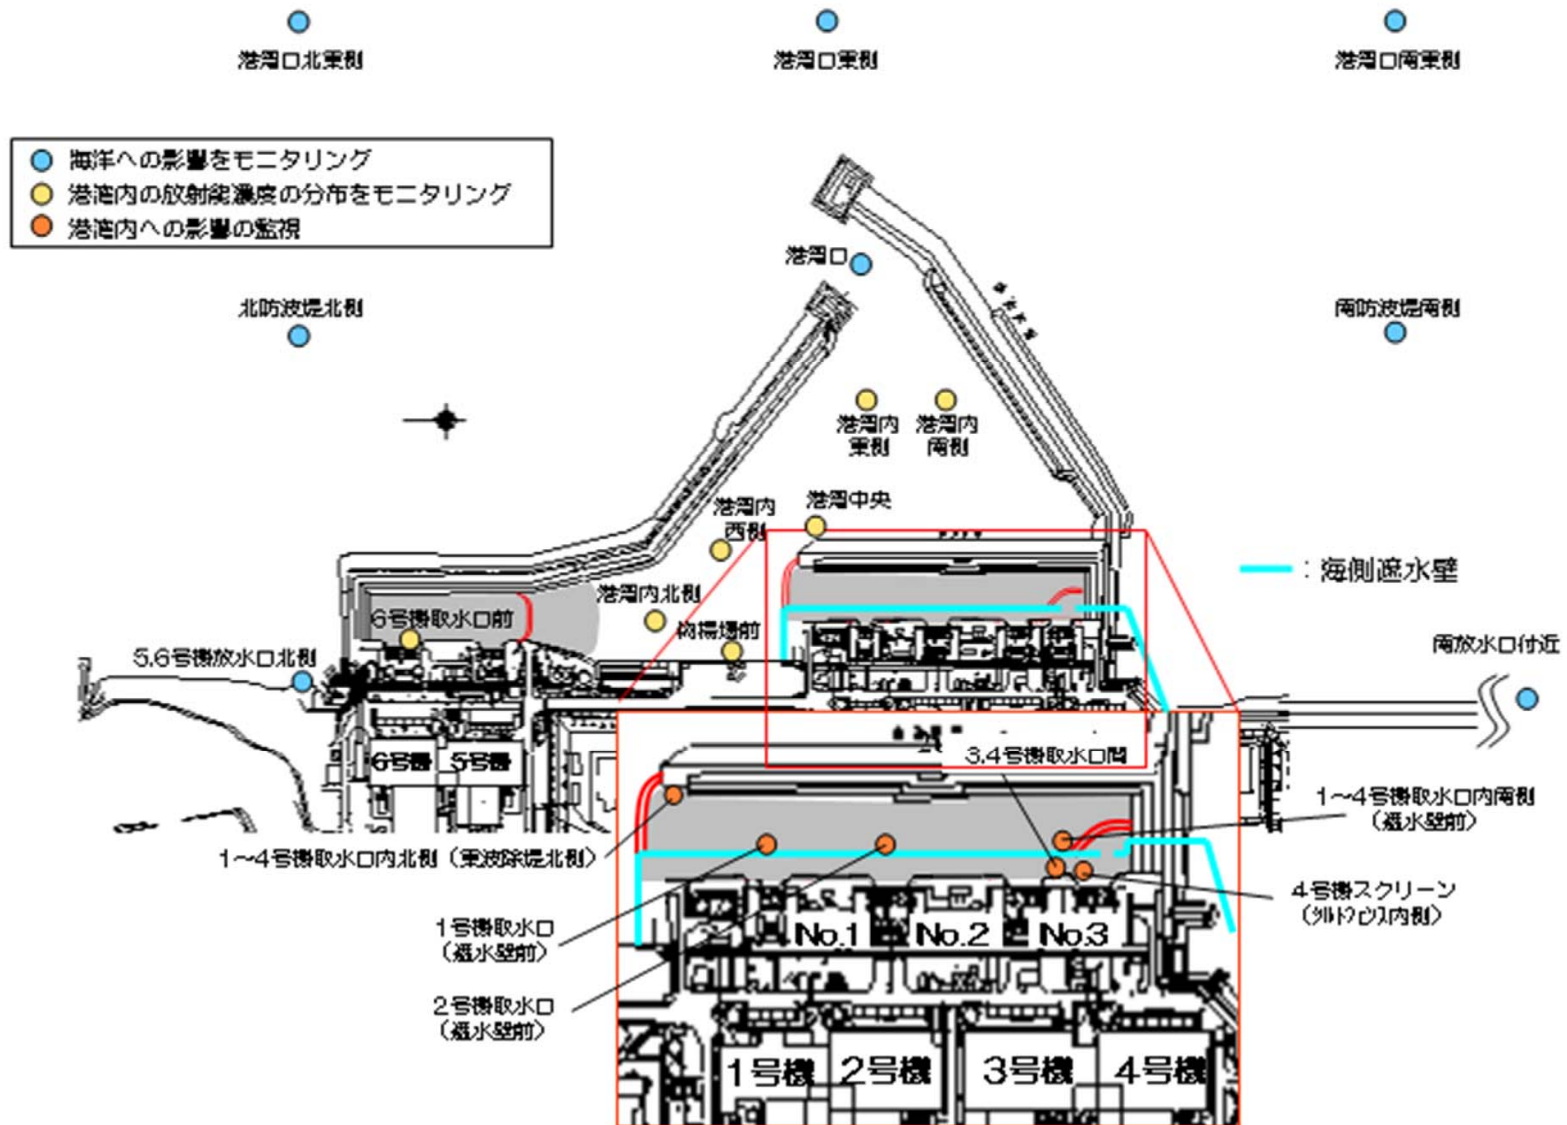 港湾口北東側
港湾口東側
港湾口南東側
海洋への影響をモニタリング
港湾内の放射能濃度の分布をモニタリング
港湾内への影響の監視
港湾口
北防波堤北側
南防波堤南側
港湾内
東側
港湾内
南側
港湾中央
港湾内
西側
:海側遮水壁
港湾内北側
6号機取水口前
物揚場前
5,6号機放水口北側
南放水口付近
6号機
5号機
3,4号機取水口間
1~4号機取水口内南側
(遮水壁前)
1~4号機取水口内北側(東波除堤北側)
4号機スクリーン
(シルトフェンス内側)
1号機取水口
(遮水壁前)
No.1
No.2
No.3
2号機取水口
(遮水壁前)
1号機
2号機
3号機
4号機